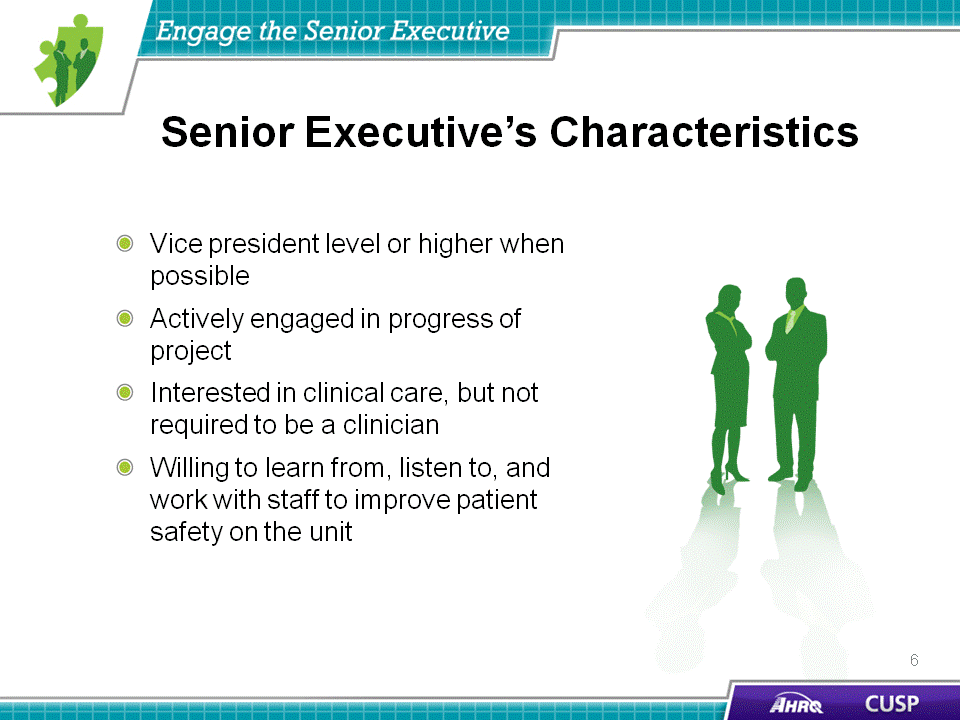 Engage the Senior Executive
Senior Executive’s Characteristics
Vice president level or higher when
possible
Actively engaged in progress of
project
Interested in clinical care, but not
required to be a clinician
Willing to learn from, listen to, and
work with staff to improve patient
safety on the unit
6
AHRQ
CUSP